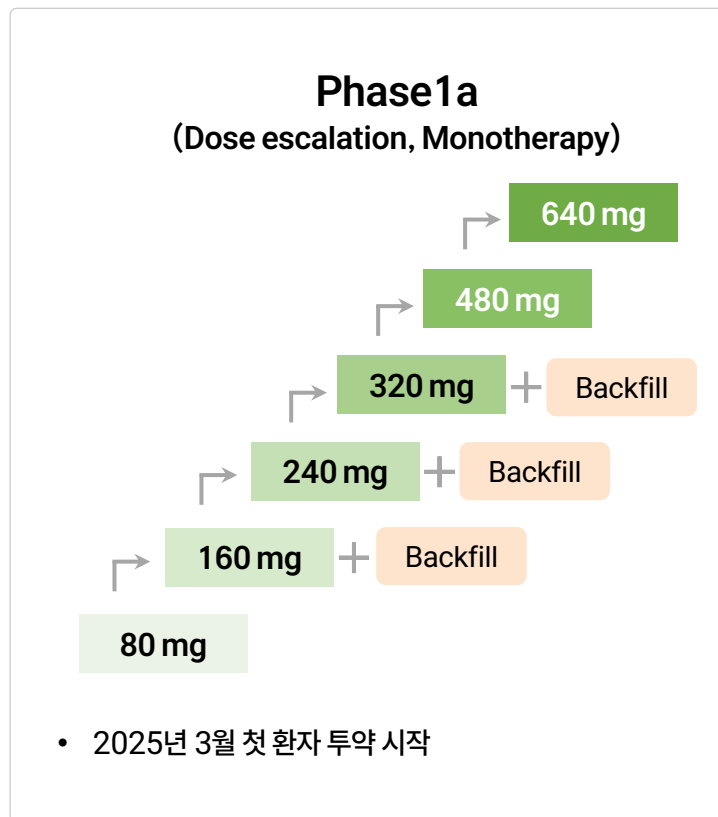 Phase1a
(Dose escalation, Monotherapy)
640 mg
480 mg
320 mg + Backfill
240 mg + Backfill
160 mg + Backfill
80 mg
• 2025년 3월 첫 환자 투약 시작